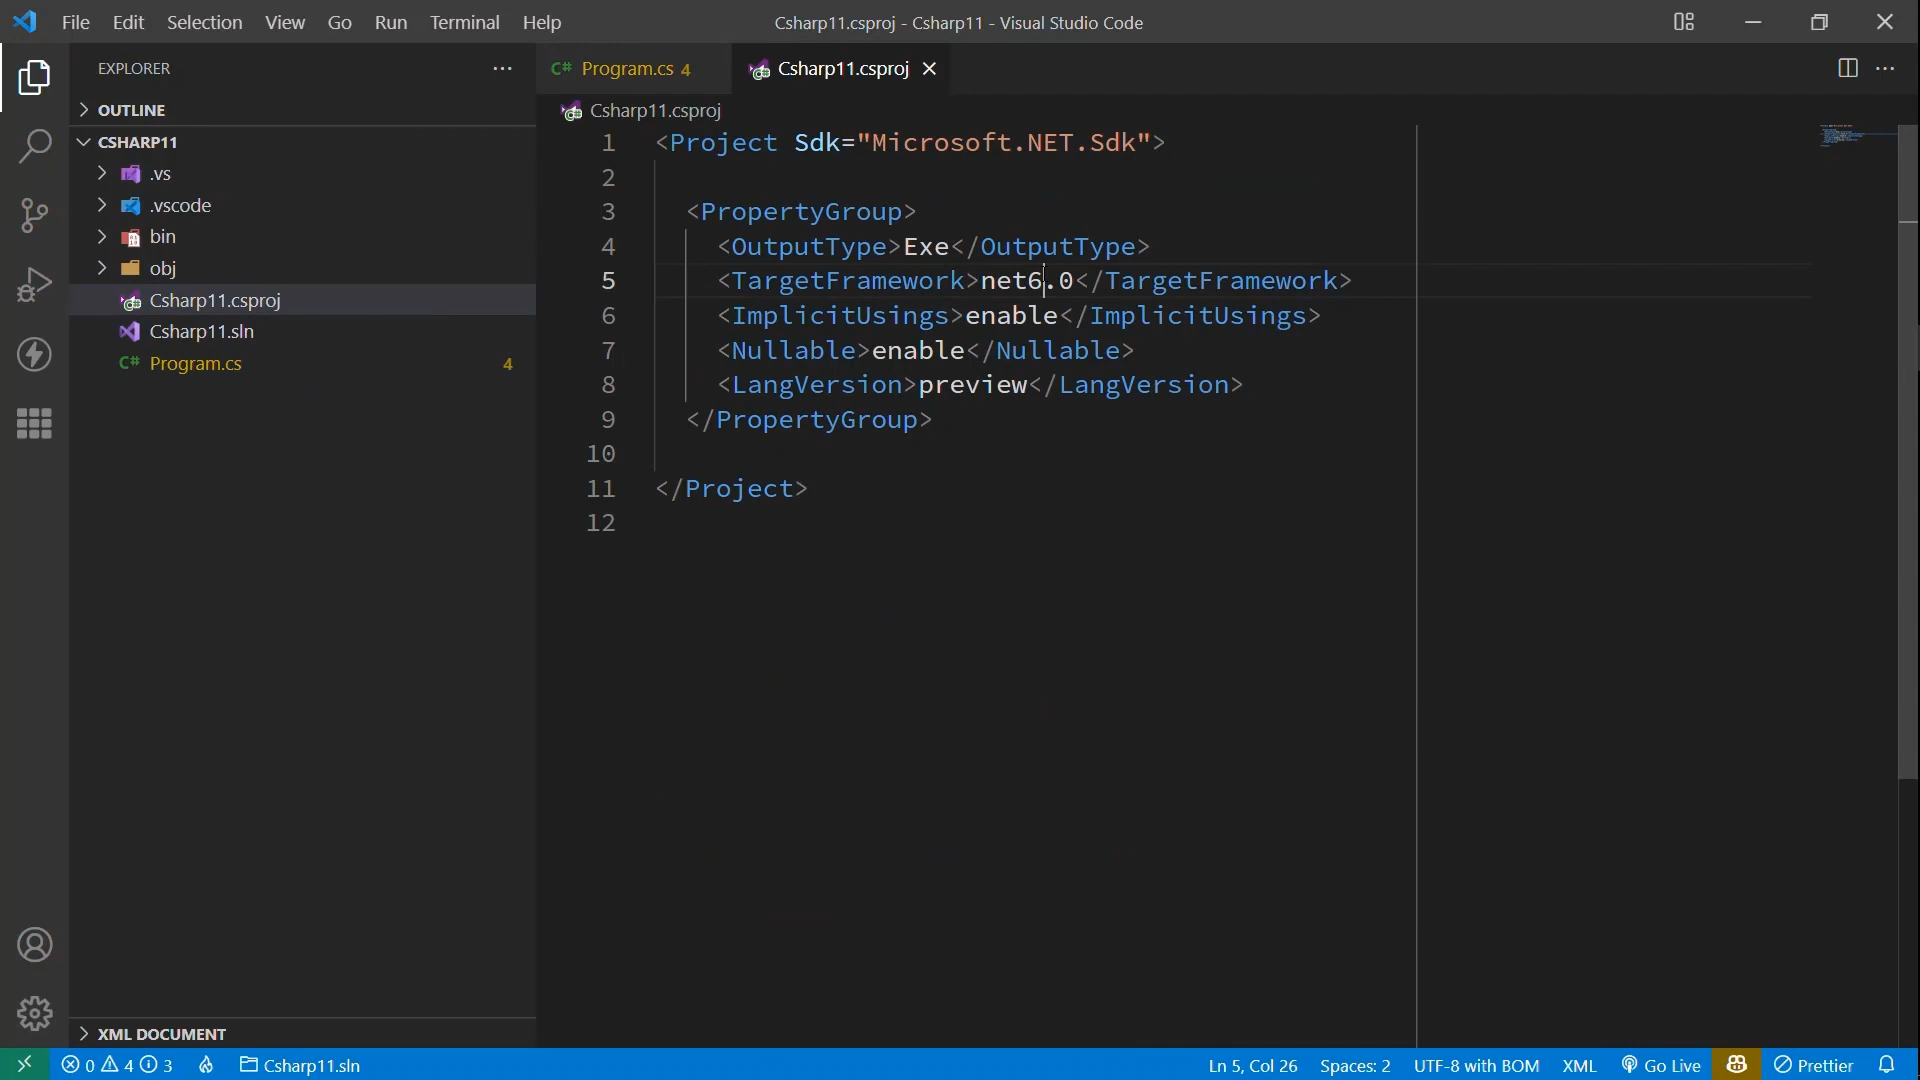 File Edit Selection View Go Run Terminal Help
Csharp11.csproj - Csharp11 - Visual Studio Code
EXPLORER
OUTLINE
CSHARP11
.vs
.vscode
bin
obj
Csharp11.csproj
Csharp11.sln
C# Program.cs 4
XML DOCUMENT
C# Program.cs 4
Csharp11.csproj
Csharp11.csproj
1 <Project Sdk="Microsoft.NET.Sdk">
2
3 <PropertyGroup>
4 <OutputType>Exe</OutputType>
5 <TargetFramework>net6.0</TargetFramework>
6 <ImplicitUsings>enable</ImplicitUsings>
7 <Nullable>enable</Nullable>
8 <LangVersion>preview</LangVersion>
9 </PropertyGroup>
10
11 </Project>
12
0 4 3 Csharp11.sln
Ln 5, Col 26 Spaces: 2 UTF-8 with BOM XML Go Live Prettier